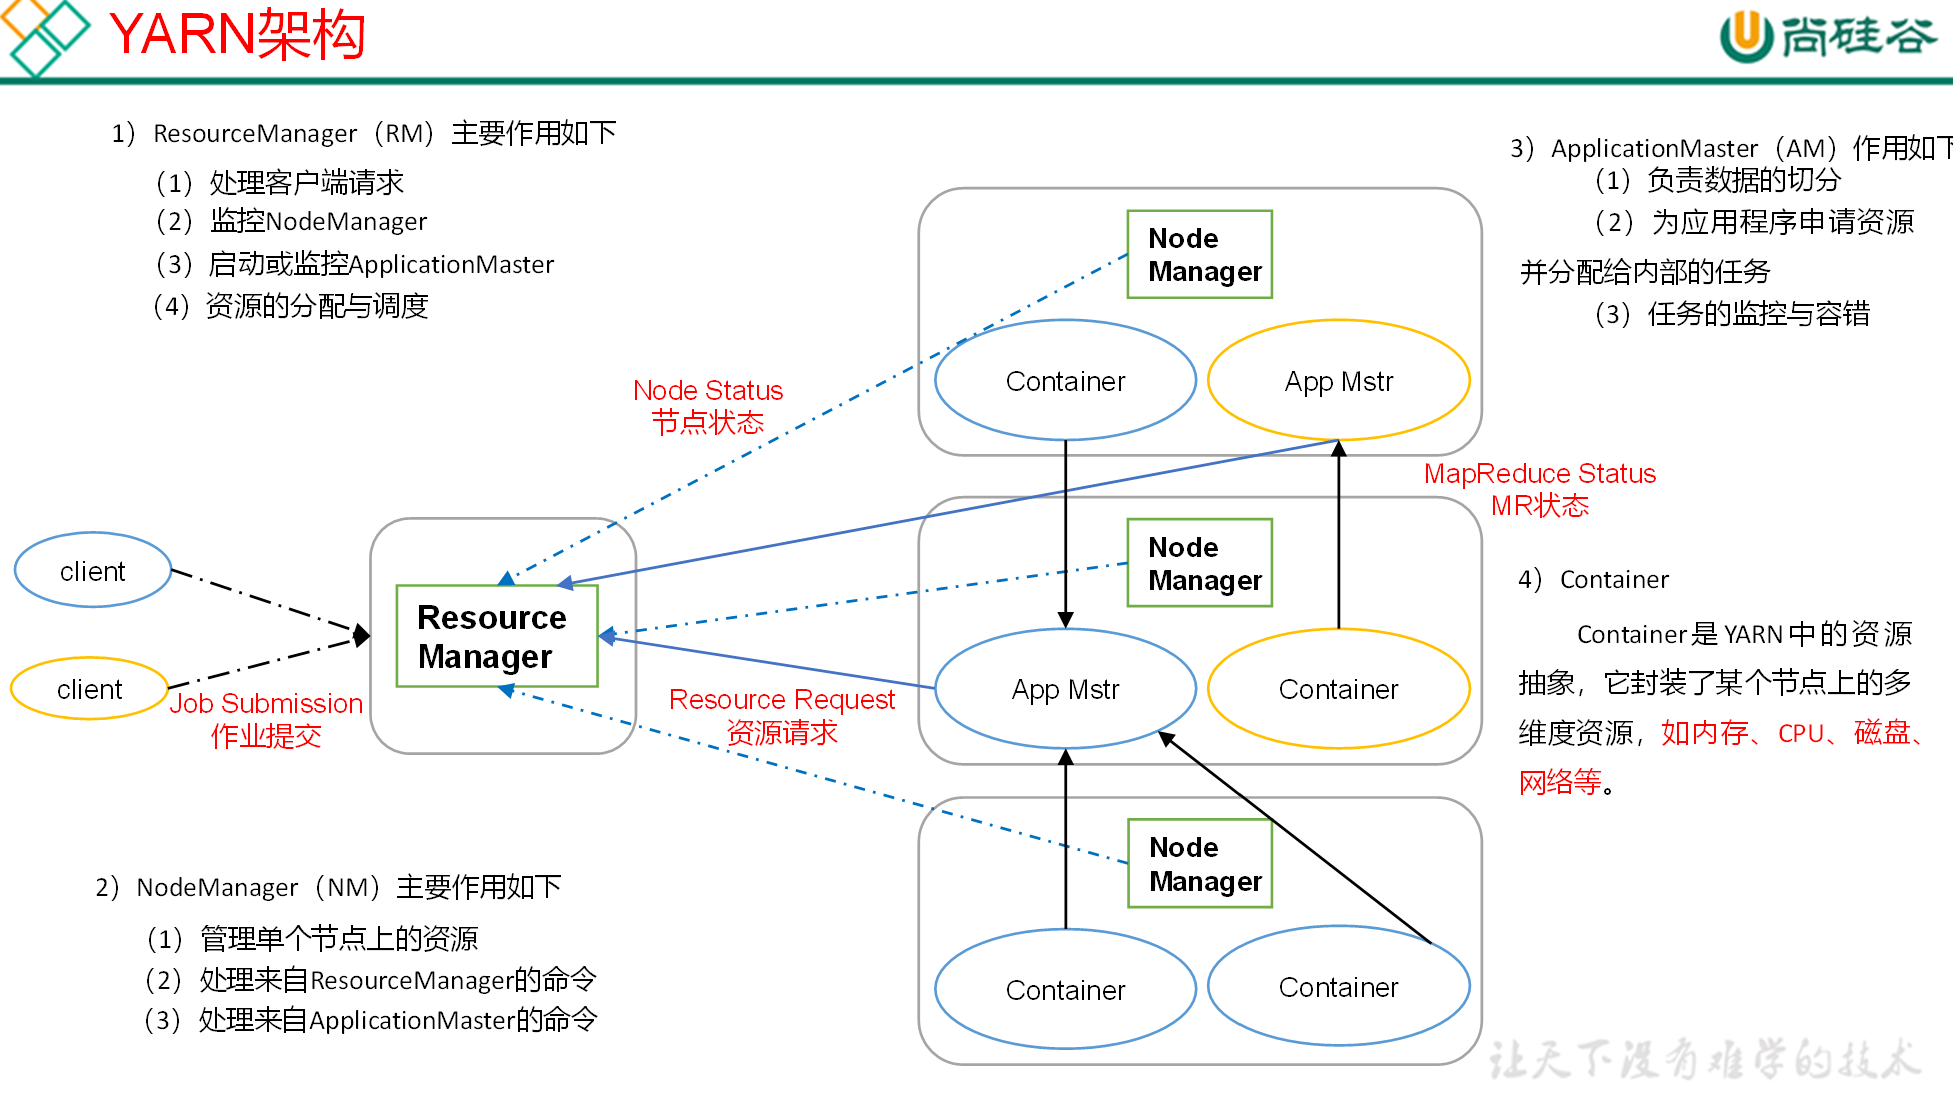 YARN架构
尚硅谷
1）ResourceManager（RM）主要作用如下
（1）处理客户端请求
（2）监控NodeManager
（3）启动或监控ApplicationMaster
（4）资源的分配与调度
3）ApplicationMaster（AM）作用如下
（1）负责数据的切分
（2）为应用程序申请资源
并分配给内部的任务
（3）任务的监控与容错
Node
Manager
Container
App Mstr
Node Status
节点状态
MapReduce Status
MR状态
Node
Manager
client
client
Resource
Manager
Job Submission
作业提交
Resource Request
资源请求
App Mstr
Container
4）Container
Container是YARN中的资源
抽象，它封装了某个节点上的多
维度资源，如内存、CPU、磁盘、
网络等。
Node
Manager
Container
Container
2）NodeManager（NM）主要作用如下
（1）管理单个节点上的资源
（2）处理来自ResourceManager的命令
（3）处理来自ApplicationMaster的命令
让天下没有难学的技术